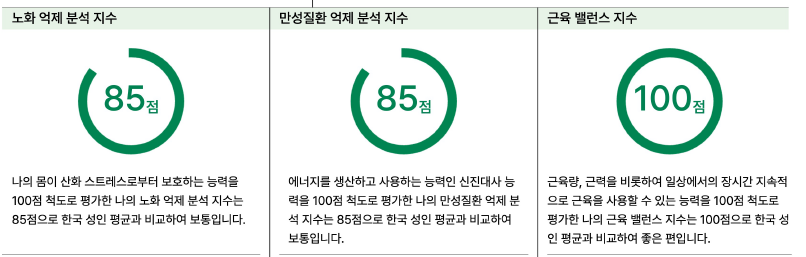 노화 억제 분석 지수
85점
나의 몸이 산화 스트레스로부터 보호하는 능력을
100점 척도로 평가한 나의 노화 억제 분석 지수는
85점으로 한국 성인 평균과 비교하여 보통입니다.
만성질환 억제 분석 지수
85점
에너지를 생산하고 사용하는 능력인 신진대사 능
력을 100점 척도로 평가한 나의 만성질환 억제 분
석 지수는 85점으로 한국 성인 평균과 비교하여
보통입니다.
근육 밸런스 지수
100점
근육량, 근력을 비롯하여 일상에서의 장시간 지속적
으로 근육을 사용할 수 있는 능력을 100점 척도로
평가한 나의 근육 밸런스 지수는 100점으로 한국 성
인 평균과 비교하여 좋은 편입니다.